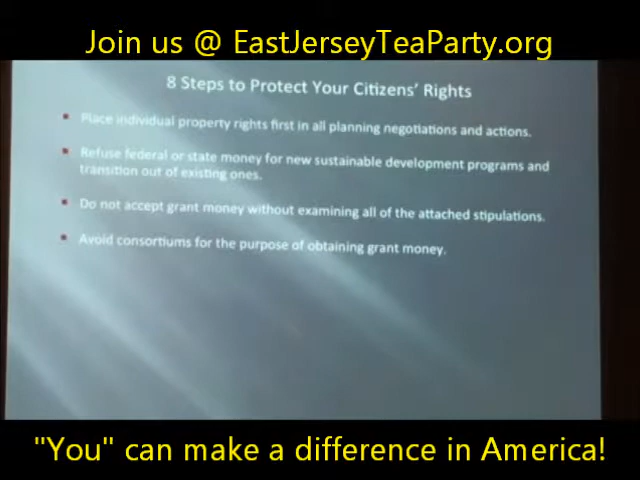 Join us @ EastJerseyTeaParty.org
8 Steps to Protect Your Citizens' Rights
Place individual property rights first in all planning negotiations and actions.
Refuse federal or state money for new sustainable development programs and
transition out of existing ones.
Do not accept grant money without examining all of the attached stipulations.
Avoid consortiums for the purpose of obtaining grant money.
"You" can make a difference in America!